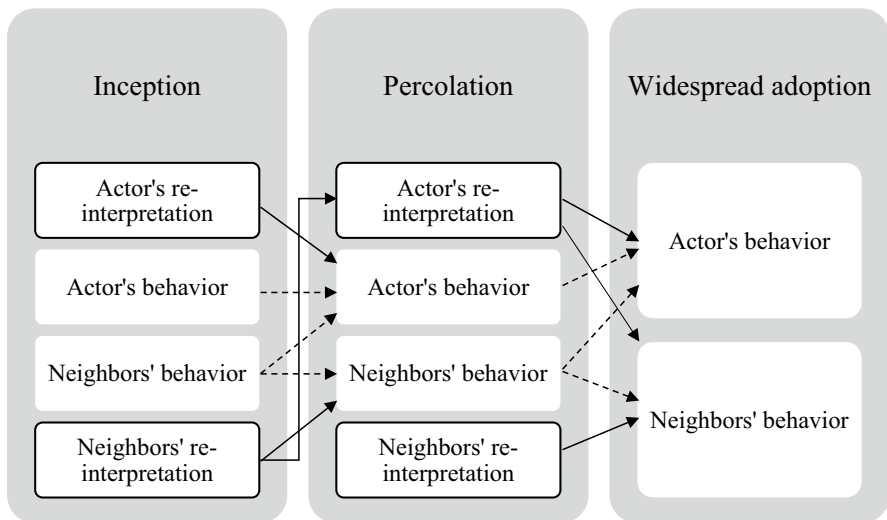 Inception
Actor's re-
interpretation
Actor's behavior
Neighbors' behavior
Neighbors' re-
interpretation
Percolation
Actor's re-
interpretation
Actor's behavior
Neighbors' behavior
Neighbors' re-
interpretation
Widespread adoption
Actor's behavior
Neighbors' behavior